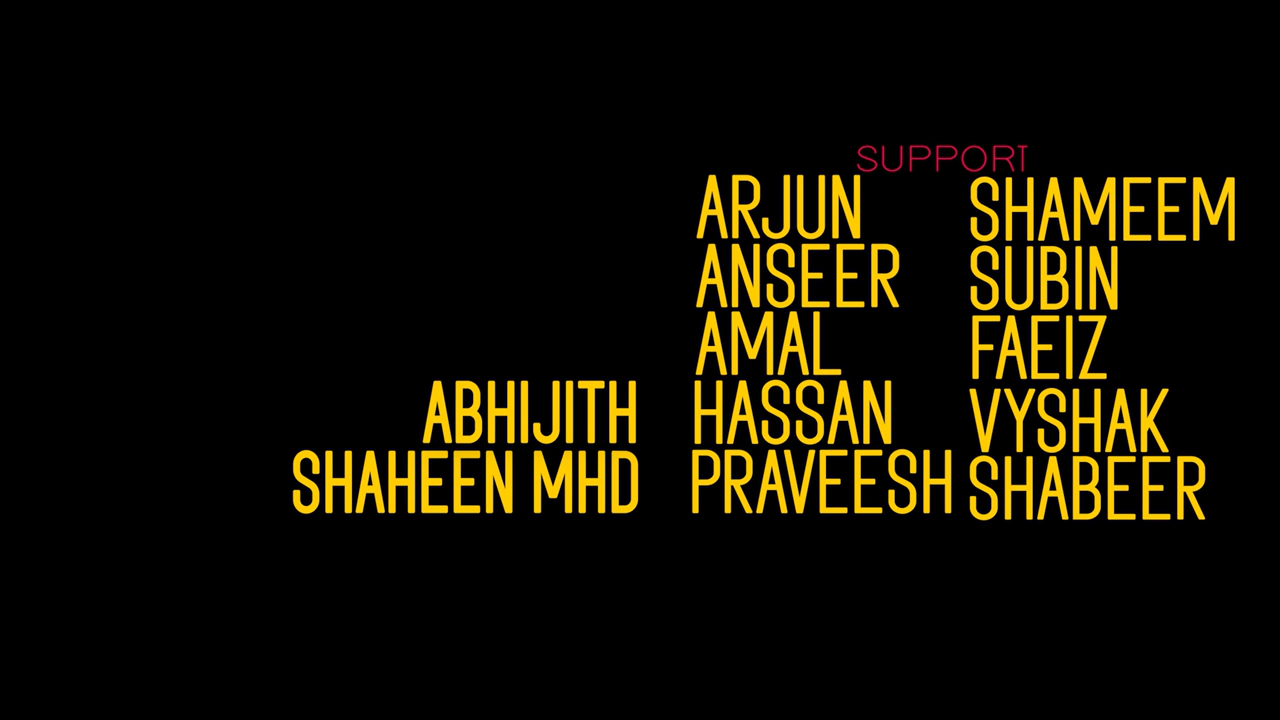 SUPPORT
ARJUN SHAMEEM
ANSEER SUBIN
AMAL FAEIZ
ABHIJITH HASSAN VYSHAK
SHAHEEN MHD PRAVEESH SHABEER